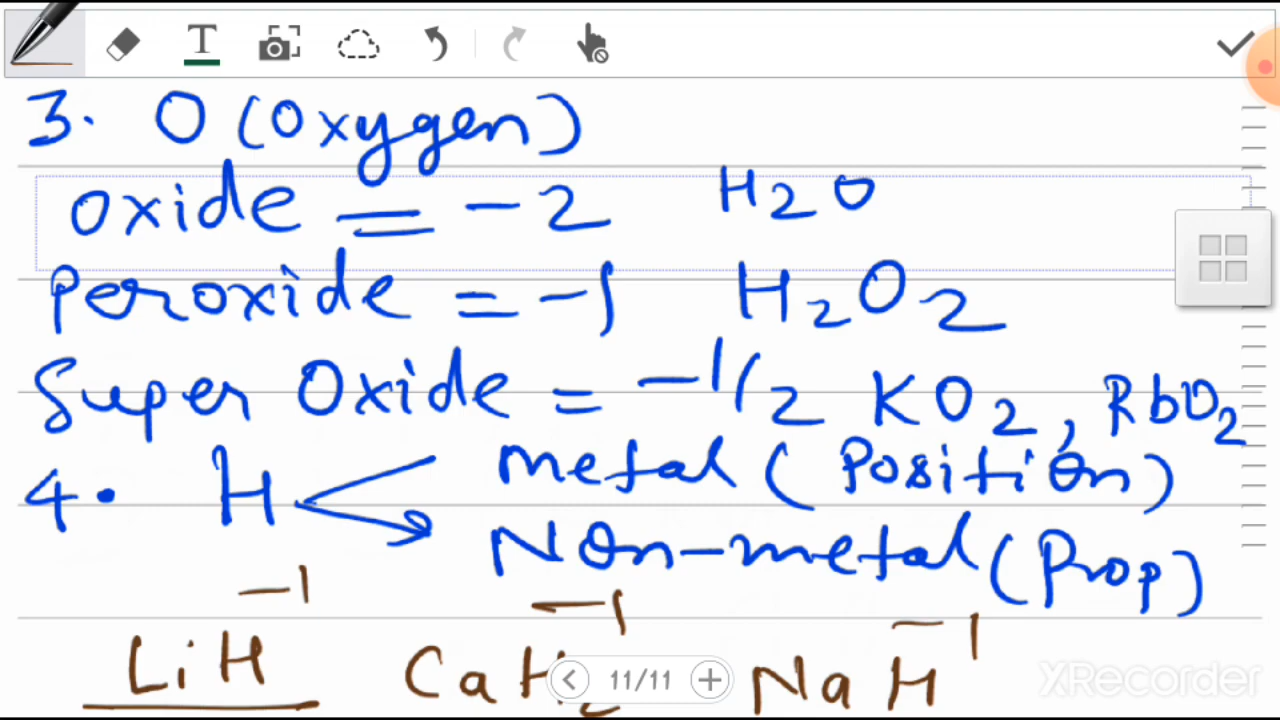 T
3. O (Oxygen)
Oxide = -2 H2O
Peroxide = -1 H2O2
Super Oxide = -1/2 KO2, RbO2
4. H Metal (Position)
Non-metal (Prop)
-1 -1 -1
LiH CaH2 NaH
11/11
XRecorder